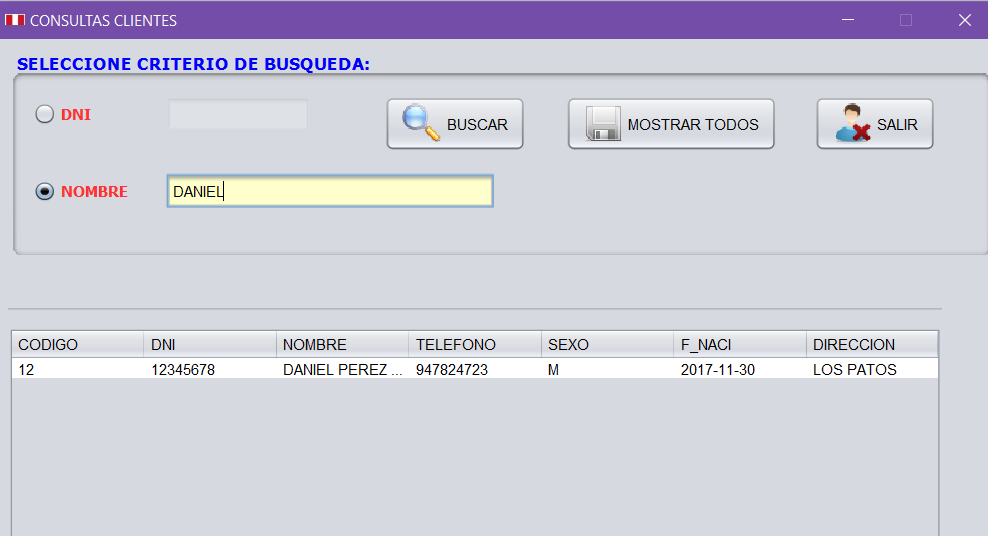 CONSULTAS CLIENTES
SELECCIONE CRITERIO DE BUSQUEDA:
DNI BUSCAR MOSTRAR TODOS SALIR
NOMBRE DANIEL
CODIGO DNI NOMBRE TELEFONO SEXO F_NACI DIRECCION
12 12345678 DANIEL PEREZ ... 947824723 M 2017-11-30 LOS PATOS